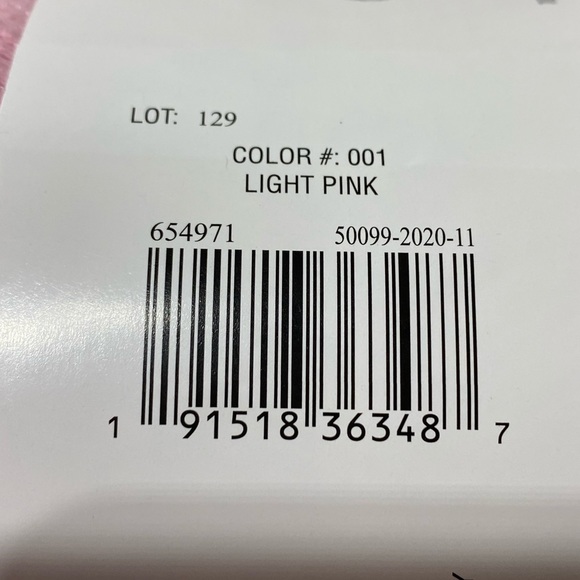 LOT: 129
COLOR #: 001
LIGHT PINK
654971 50099-2020-11
1 91518 36348 7